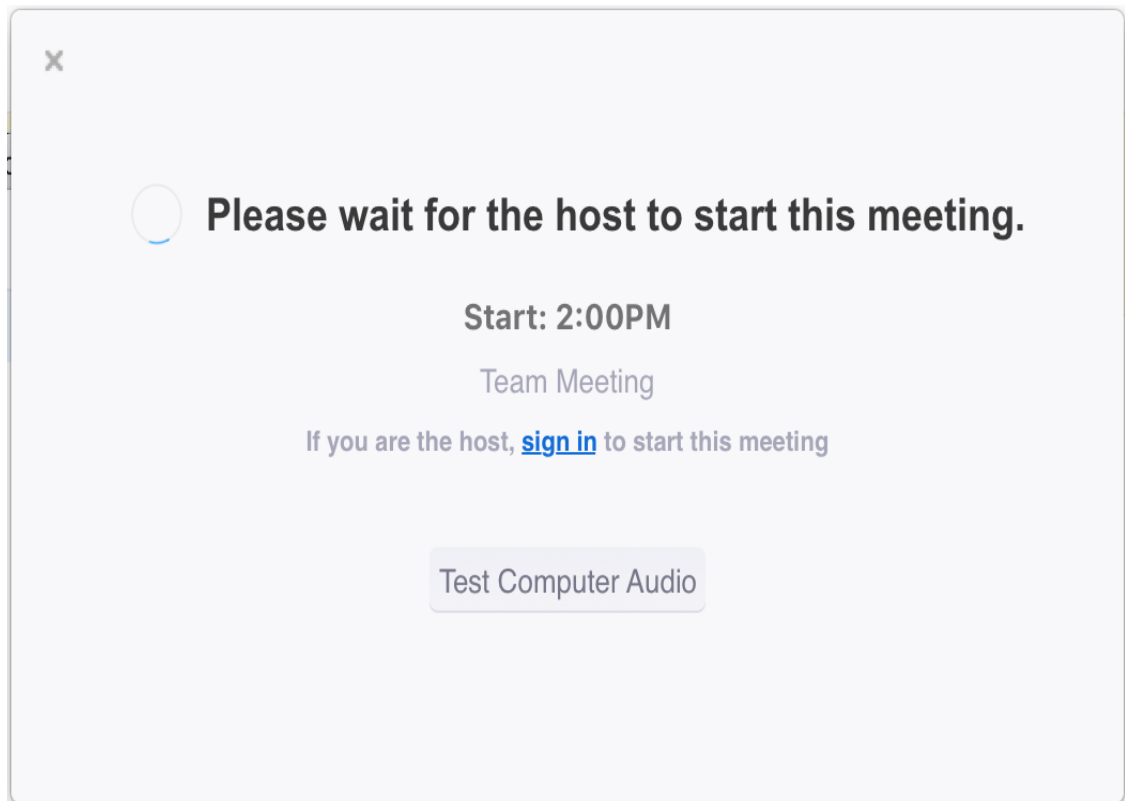 Please wait for the host to start this meeting.
Start: 2:00PM
Team Meeting
If you are the host, sign in to start this meeting
Test Computer Audio